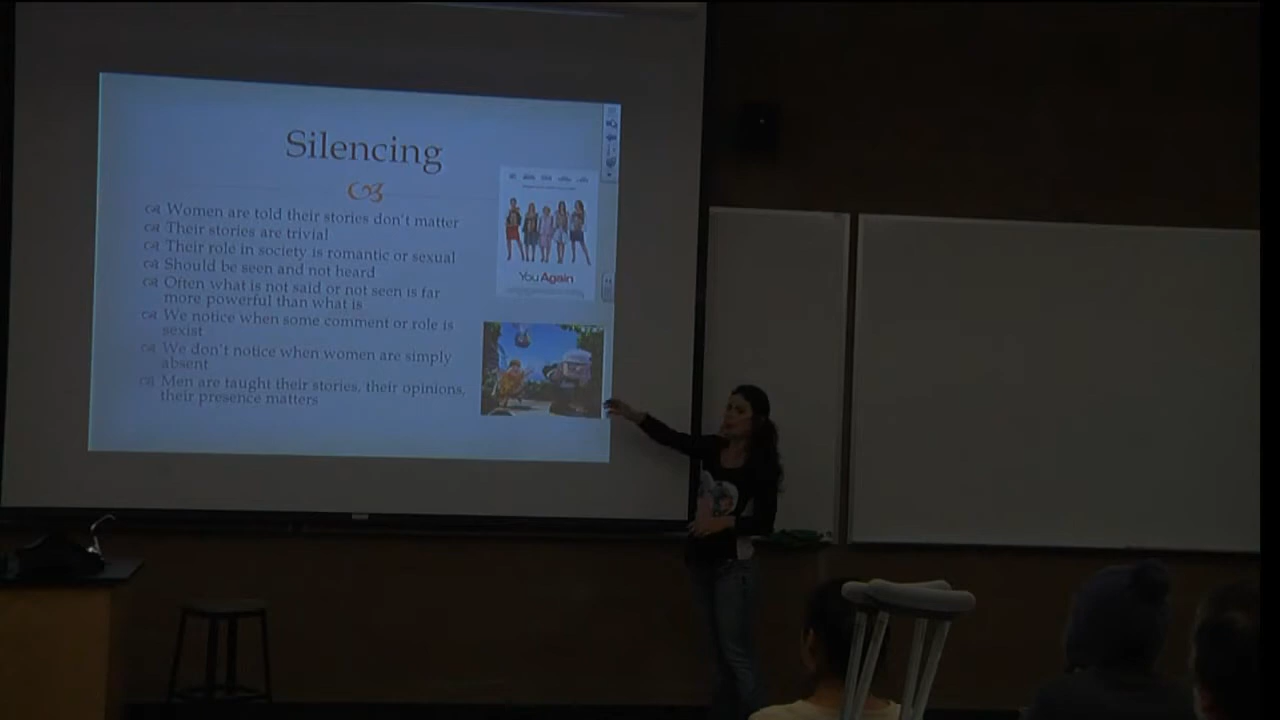 Silencing
Women are told their stories don't matter
Their stories are trivial
Their role in society is romantic or sexual
Should be seen and not heard
Often what is not said or not seen is far
more powerful than what is
We notice when some comment or role is
sexist
We don't notice when women are simply
absent
Men are taught their stories, their opinions,
their presence matters
You Again